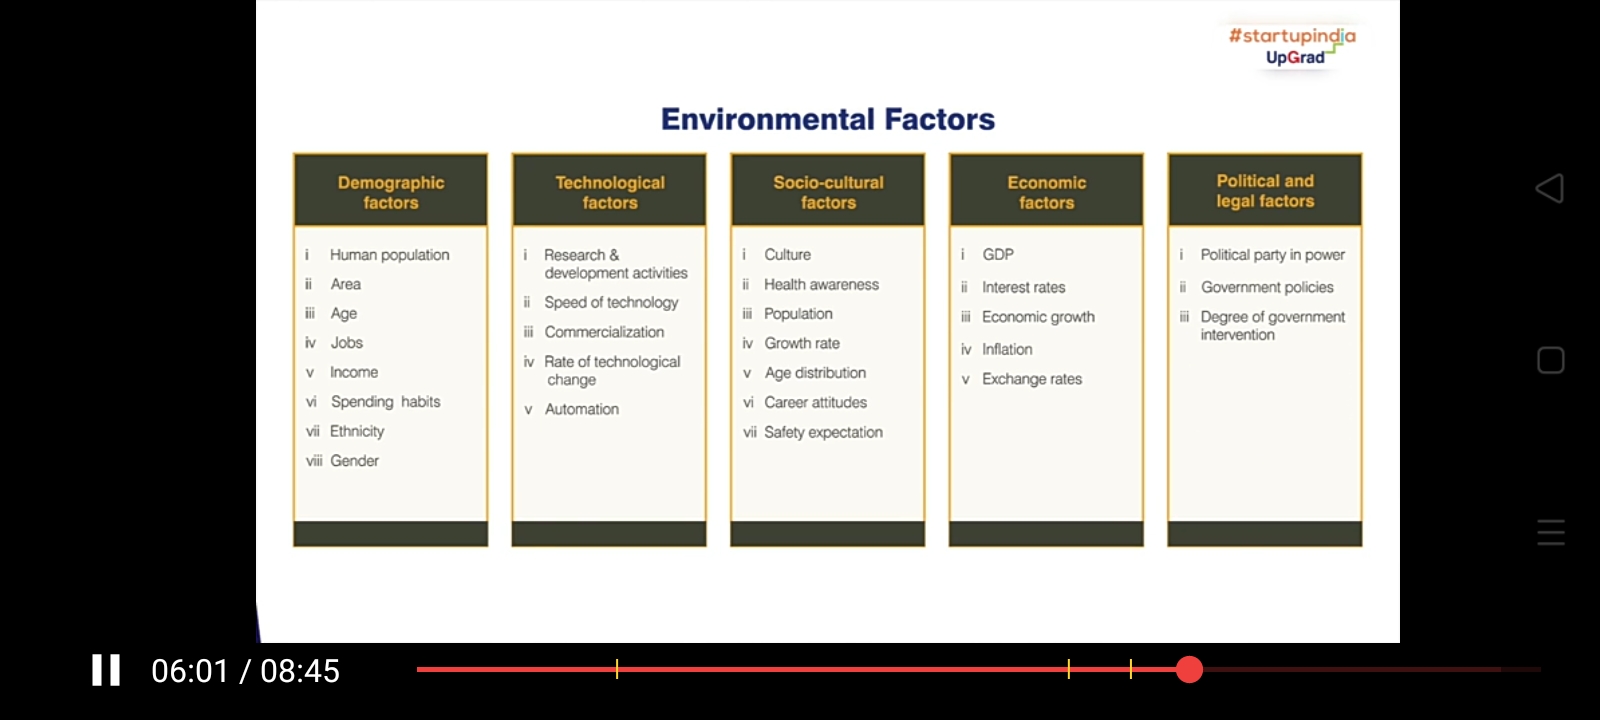 #startupindia
UpGrad
Environmental Factors
Demographic
factors
i Human population
ii Area
iii Age
iv Jobs
v Income
vi Spending habits
vii Ethnicity
viii Gender
Technological
factors
i Research &
development activities
ii Speed of technology
iii Commercialization
iv Rate of technological
change
v Automation
Socio-cultural
factors
i Culture
ii Health awareness
iii Population
iv Growth rate
v Age distribution
vi Career attitudes
vii Safety expectation
Economic
factors
i GDP
ii Interest rates
iii Economic growth
iv Inflation
v Exchange rates
Political and
legal factors
i Political party in power
ii Government policies
iii Degree of government
intervention
06:01 / 08:45